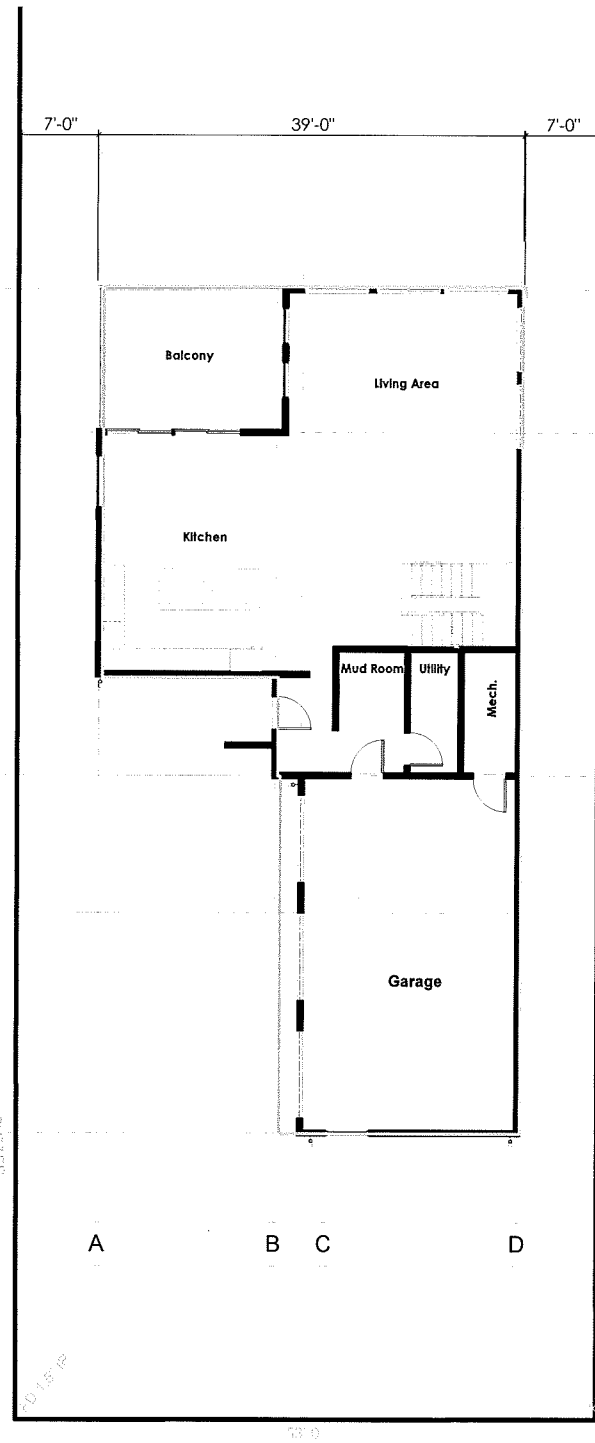 7'-0"
39'-0"
7'-0"
Balcony
Living Area
Kitchen
Mud Room
Utility
Mech.
Garage
A
B
C
D